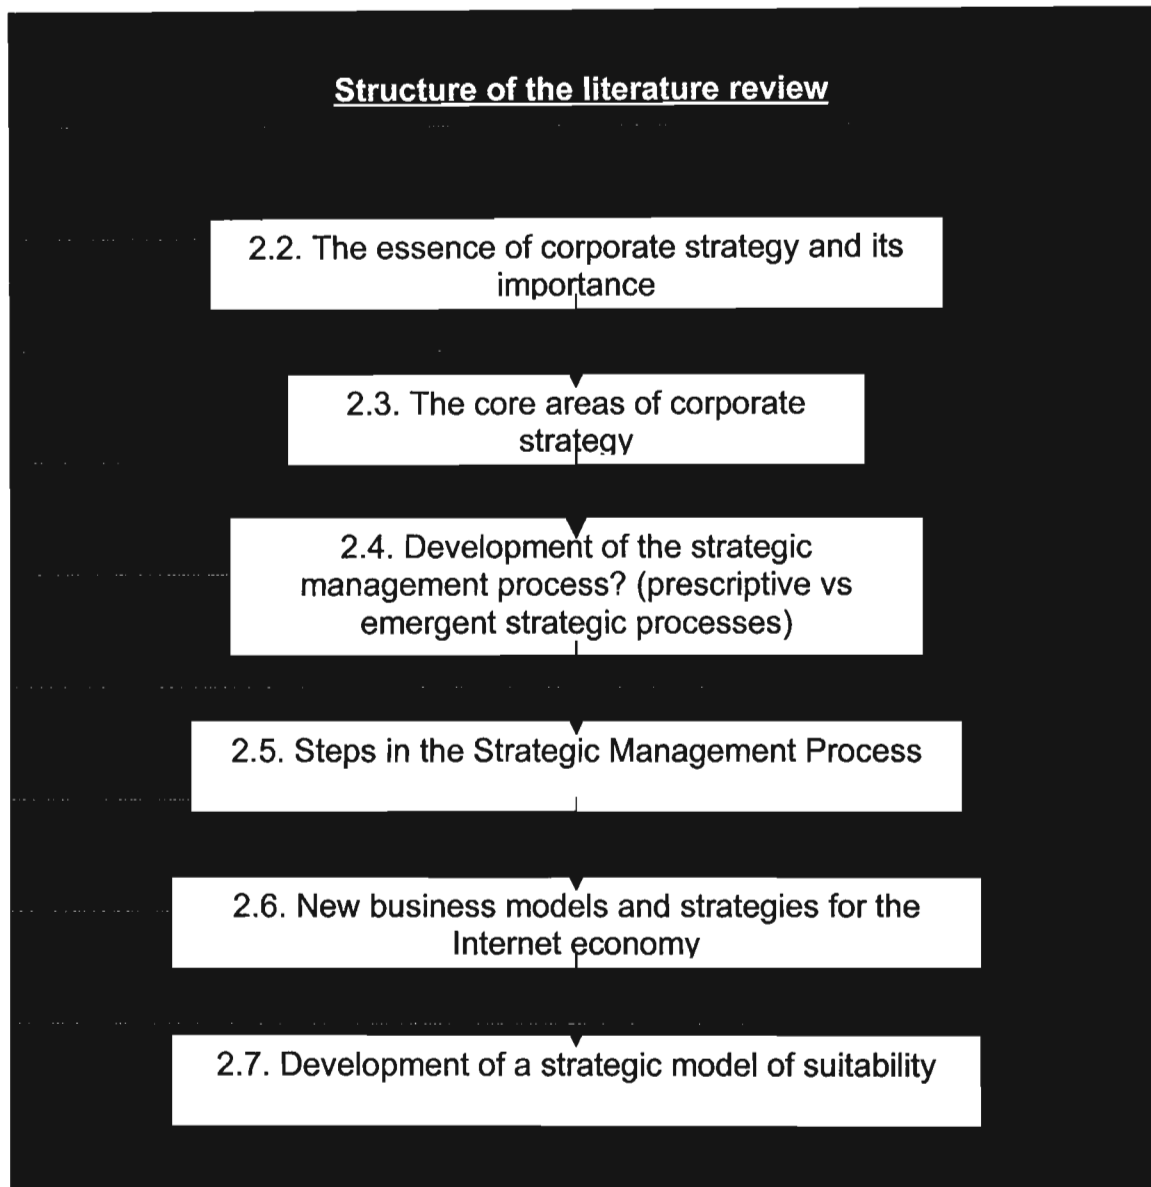 Structure of the literature review
2.2. The essence of corporate strategy and its
importance
2.3. The core areas of corporate
strategy
2.4. Development of the strategic
management process? (prescriptive vs
emergent strategic processes)
2.5. Steps in the Strategic Management Process
2.6. New business models and strategies for the
Internet economy
2.7. Development of a strategic model of suitability